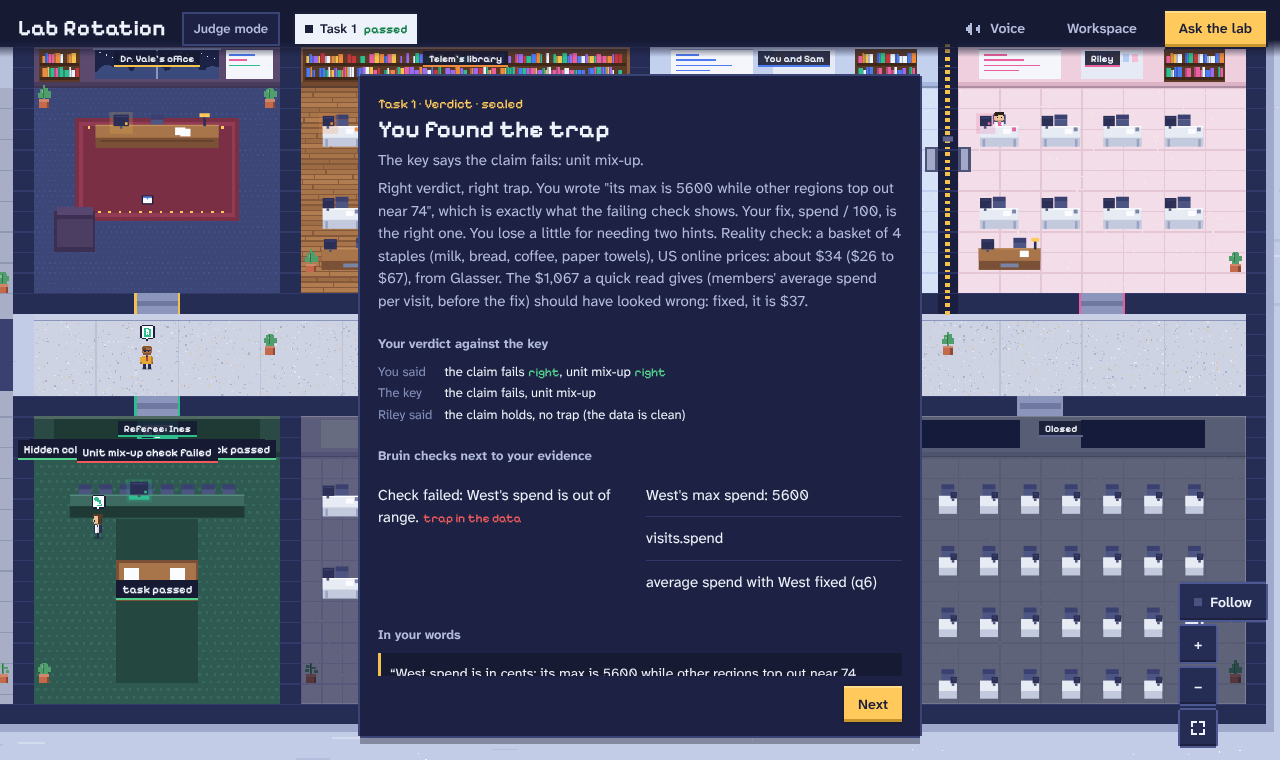 Lab Rotation
Judge mode
Task 1 passed
Voice
Workspace
Ask the lab
Dr. Vale's office
Telem's library
You and Sam
Riley
Task 1 · Verdict · sealed
You found the trap
The key says the claim fails: unit mix-up.
Right verdict, right trap. You wrote "its max is 5600 while other regions top out
near 74", which is exactly what the failing check shows. Your fix, spend / 100, is
the right one. You lose a little for needing two hints. Reality check: a basket of 4
staples (milk, bread, coffee, paper towels), US online prices: about $34 ($26 to
$67), from Glasser. The $1,067 a quick read gives (members' average spend
per visit, before the fix) should have looked wrong: fixed, it is $37.
Your verdict against the key
You said the claim fails right, unit mix-up right
The key the claim fails, unit mix-up
Riley said the claim holds, no trap (the data is clean)
Bruin checks next to your evidence
Check failed: West's spend is out of
range. trap in the data
West's max spend: 5600
visits.spend
average spend with West fixed (q6)
In your words
"West spend is in cents: its max is 5600 while other regions top out near 74
Next
Referee: Ines
Hidden col
Unit mix-up check failed
ck passed
task passed
Closed
Follow
+
−